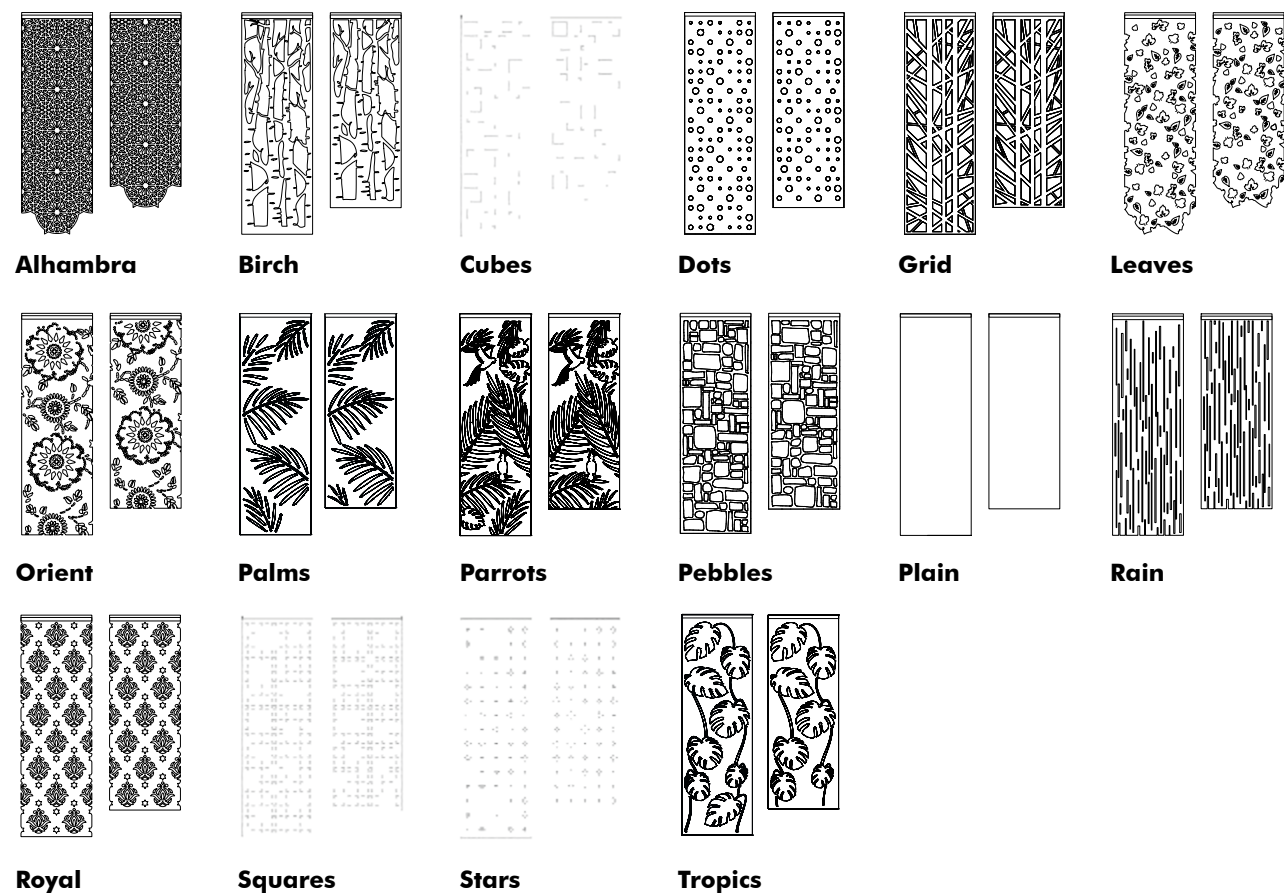 Alhambra Birch Cubes Dots Grid Leaves
Orient Palms Parrots Pebbles Plain Rain
Royal Squares Stars Tropics